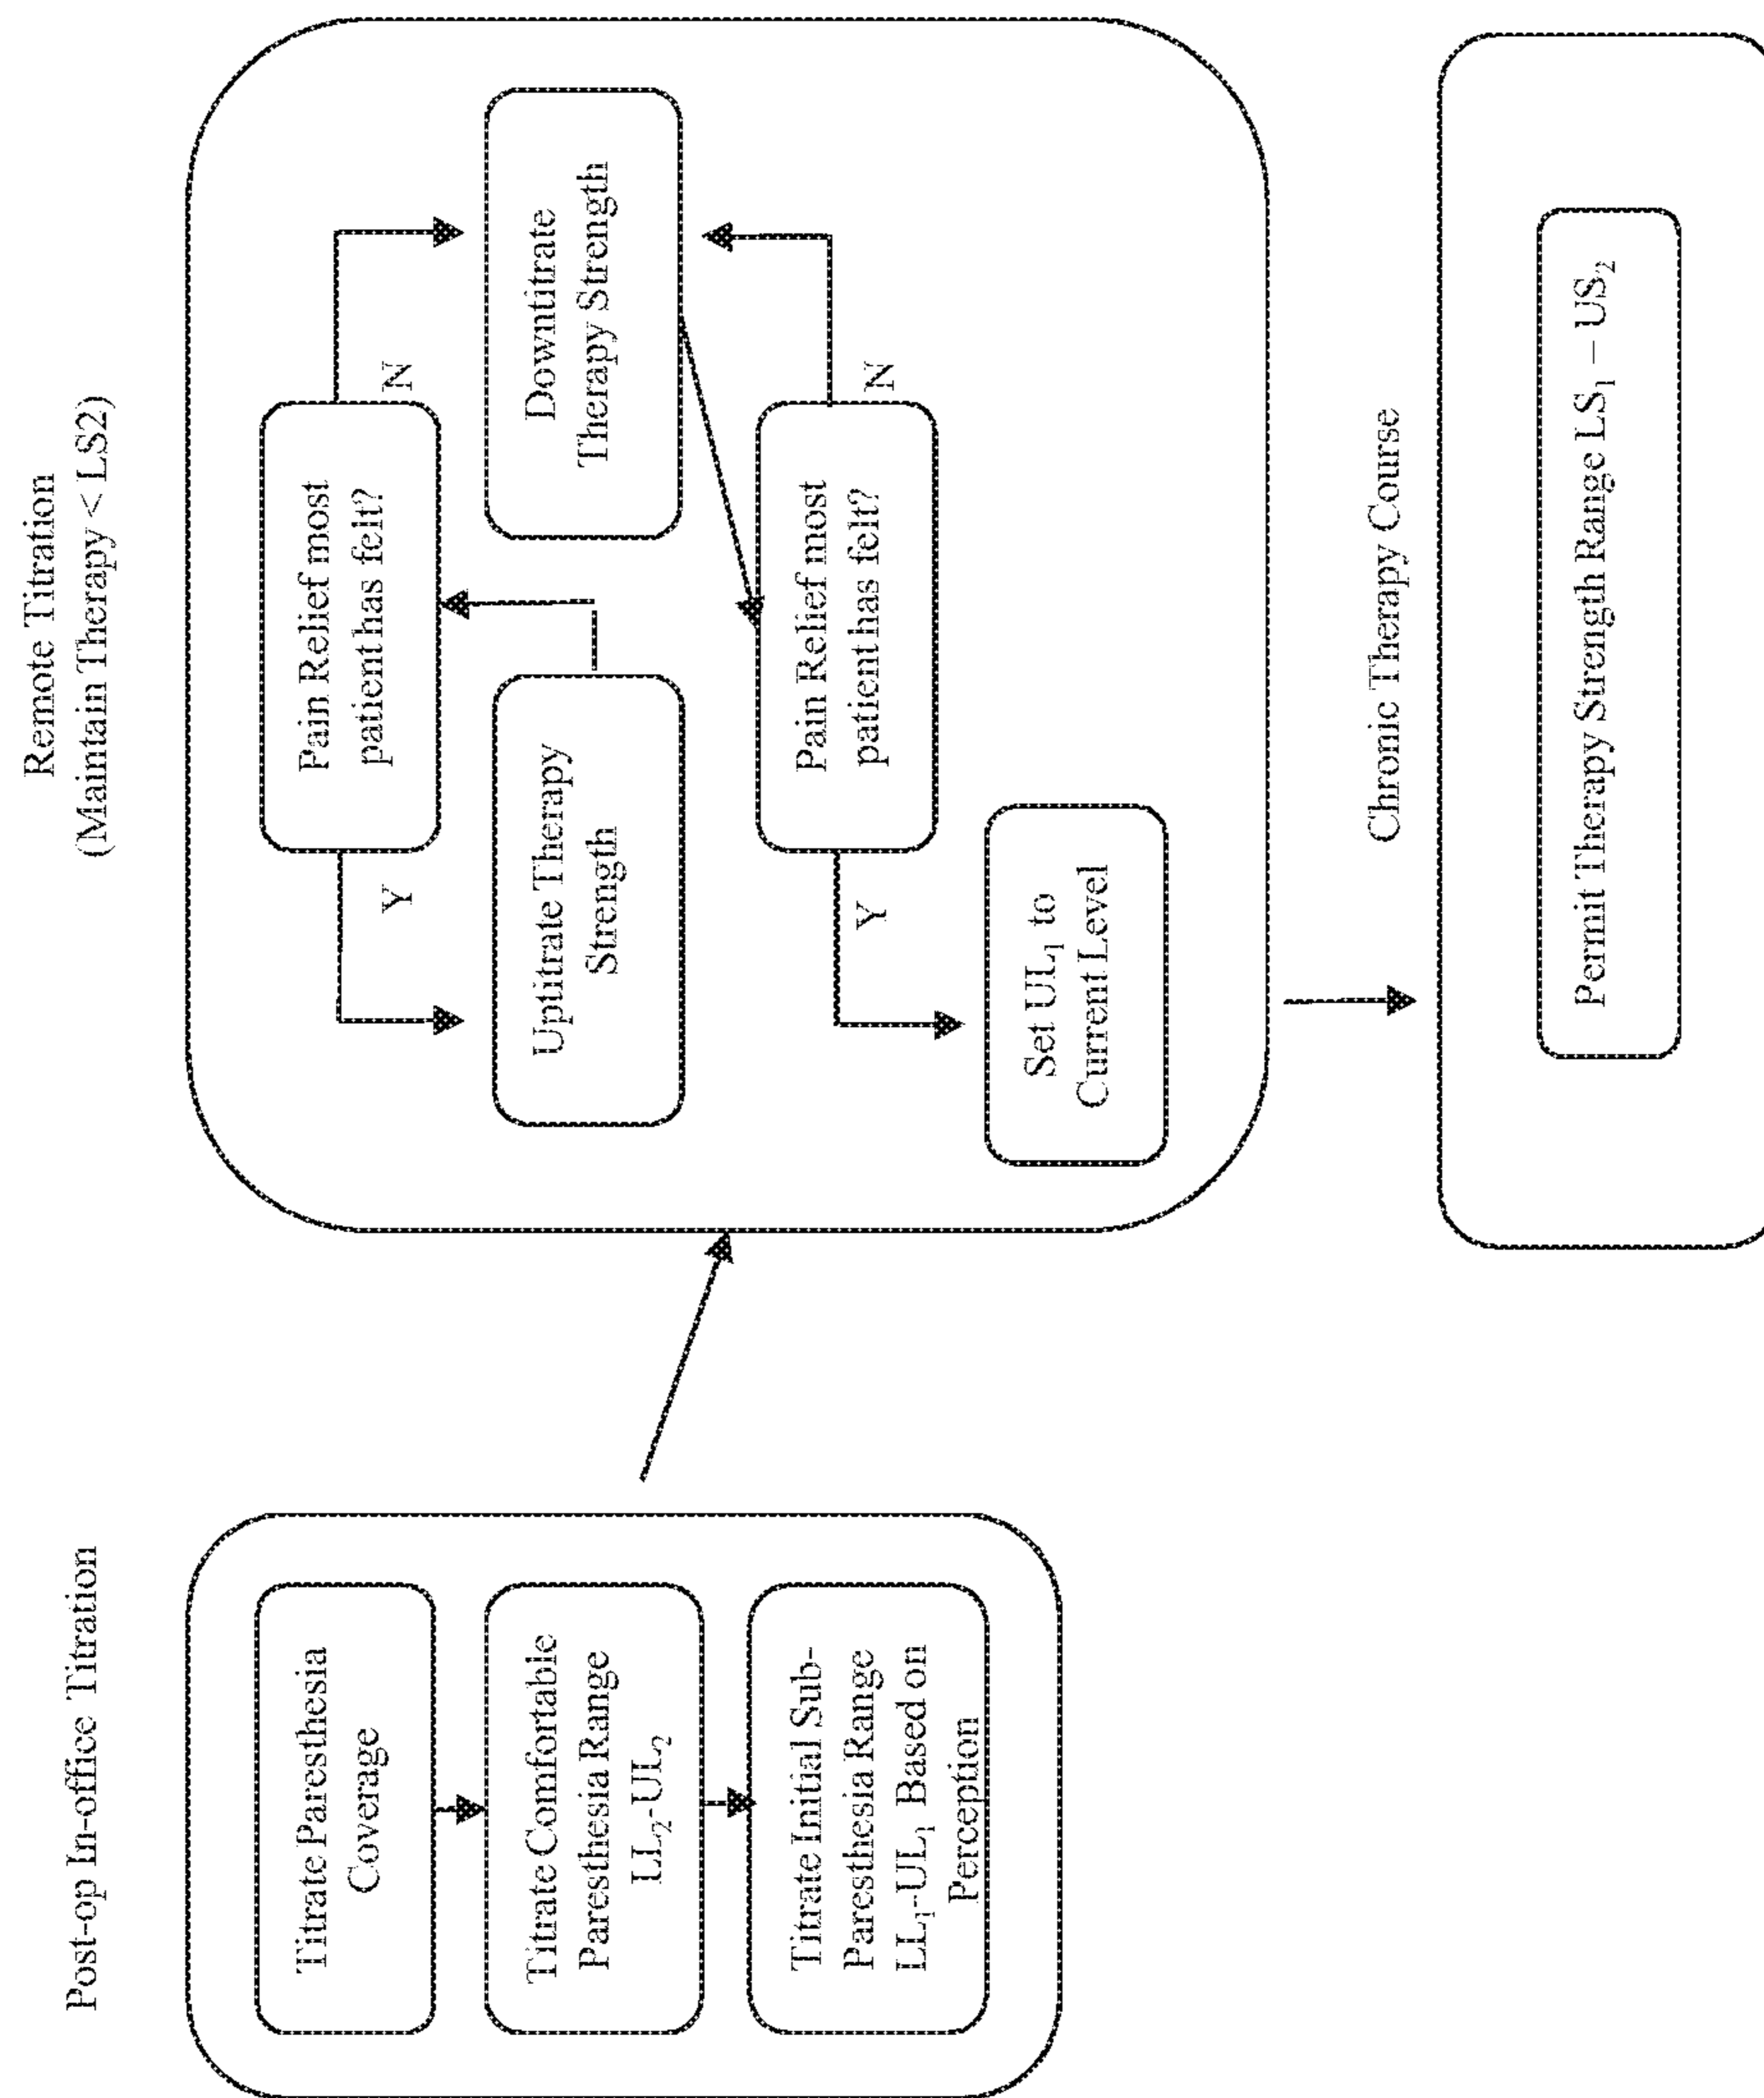 Post-op In-office Titration
Titrate Paresthesia
Coverage
Titrate Comfortable
Paresthesia Range
LL₂-UL₂
Titrate Initial Sub-
Paresthesia Range
LL₁-UL₁ Based on
Perception
Remote Titration
(Maintain Therapy < LS2)
Pain Relief most
patient has felt?
Y
N
Uptitrate Therapy
Strength
Downtitrate
Therapy Strength
Pain Relief most
patient has felt?
Y
N
Set UL₁ to
Current Level
Chronic Therapy Course
Permit Therapy Strength Range LS₁ – US₂